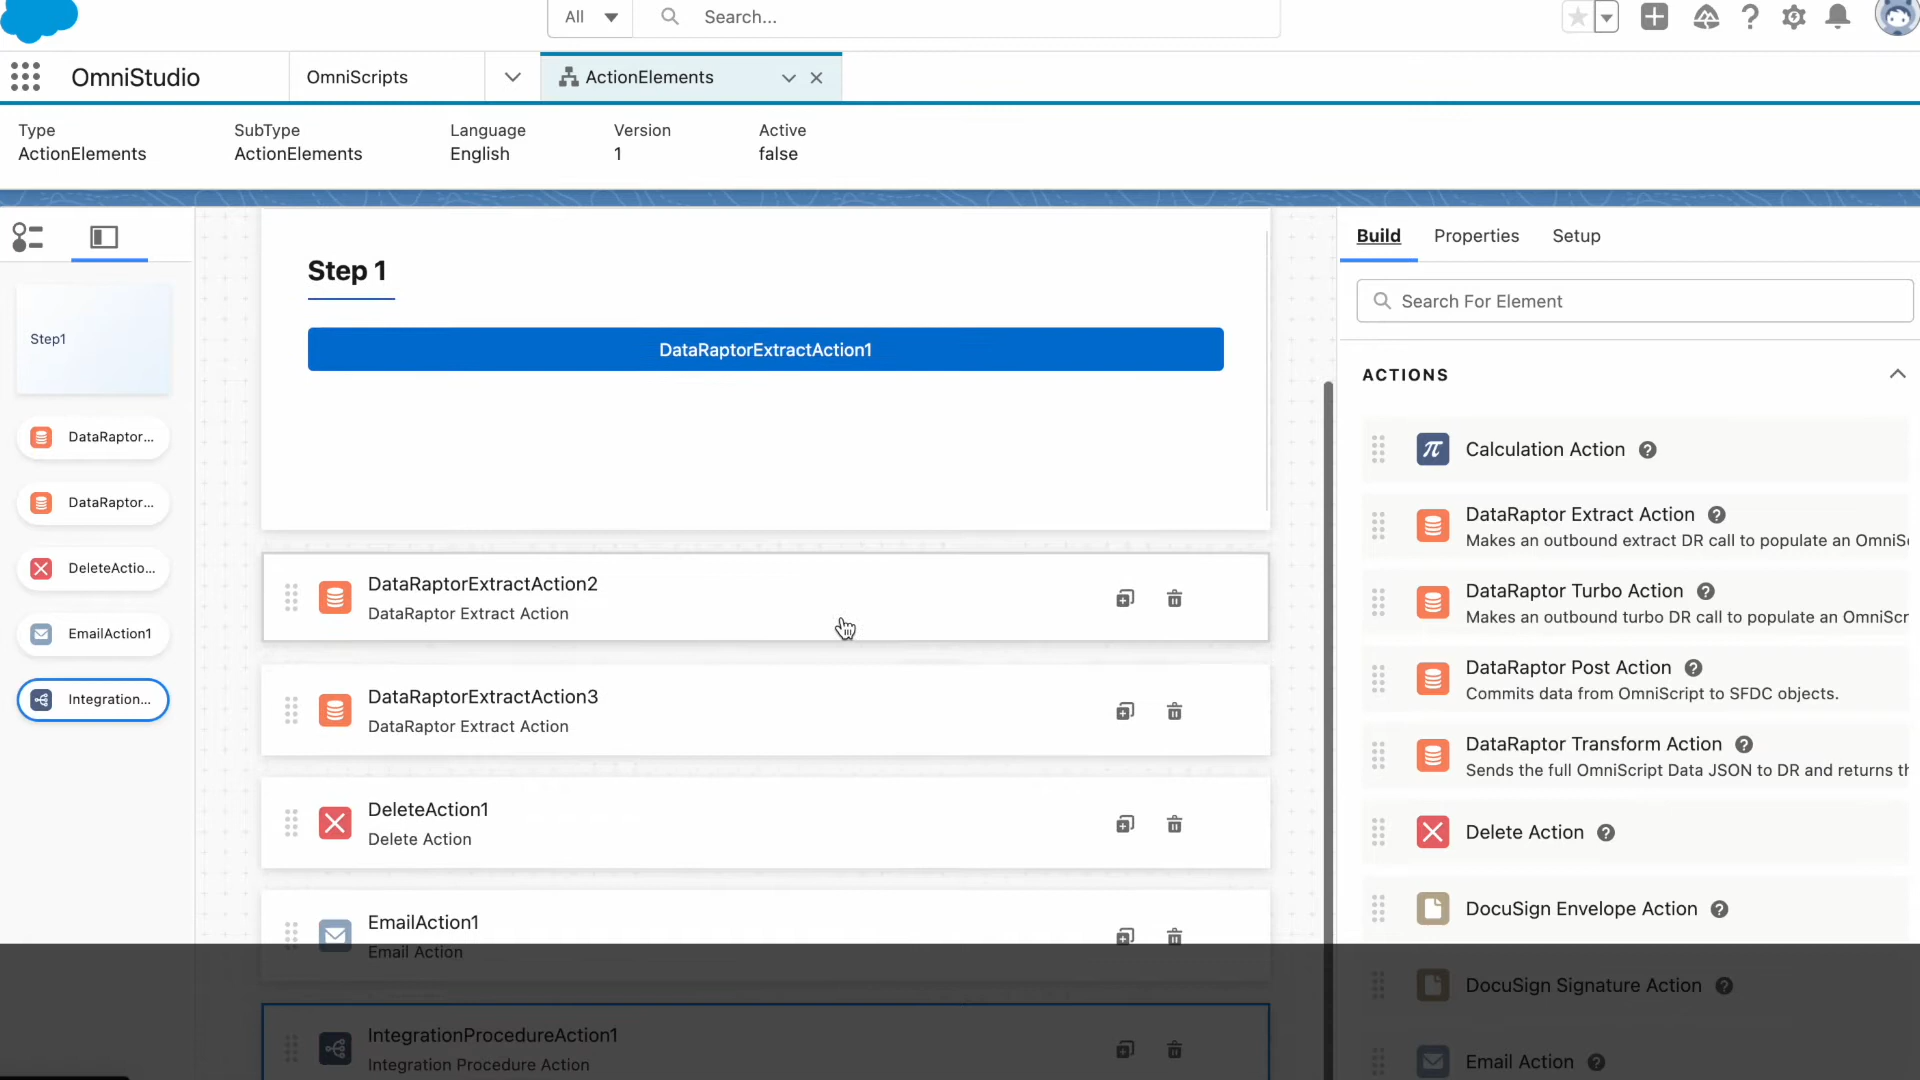 All
Search...
OmniStudio
OmniScripts
ActionElements
Type
ActionElements
SubType
ActionElements
Language
English
Version
1
Active
false
Step1
DataRaptor...
DataRaptor...
DeleteActio...
EmailAction1
Integration...
Step 1
DataRaptorExtractAction1
DataRaptorExtractAction2
DataRaptor Extract Action
DataRaptorExtractAction3
DataRaptor Extract Action
DeleteAction1
Delete Action
EmailAction1
Email Action
IntegrationProcedureAction1
Integration Procedure Action
Build
Properties
Setup
Search For Element
ACTIONS
Calculation Action
DataRaptor Extract Action
Makes an outbound extract DR call to populate an OmniSc
DataRaptor Turbo Action
Makes an outbound turbo DR call to populate an OmniScr
DataRaptor Post Action
Commits data from OmniScript to SFDC objects.
DataRaptor Transform Action
Sends the full OmniScript Data JSON to DR and returns th
Delete Action
DocuSign Envelope Action
DocuSign Signature Action
Email Action